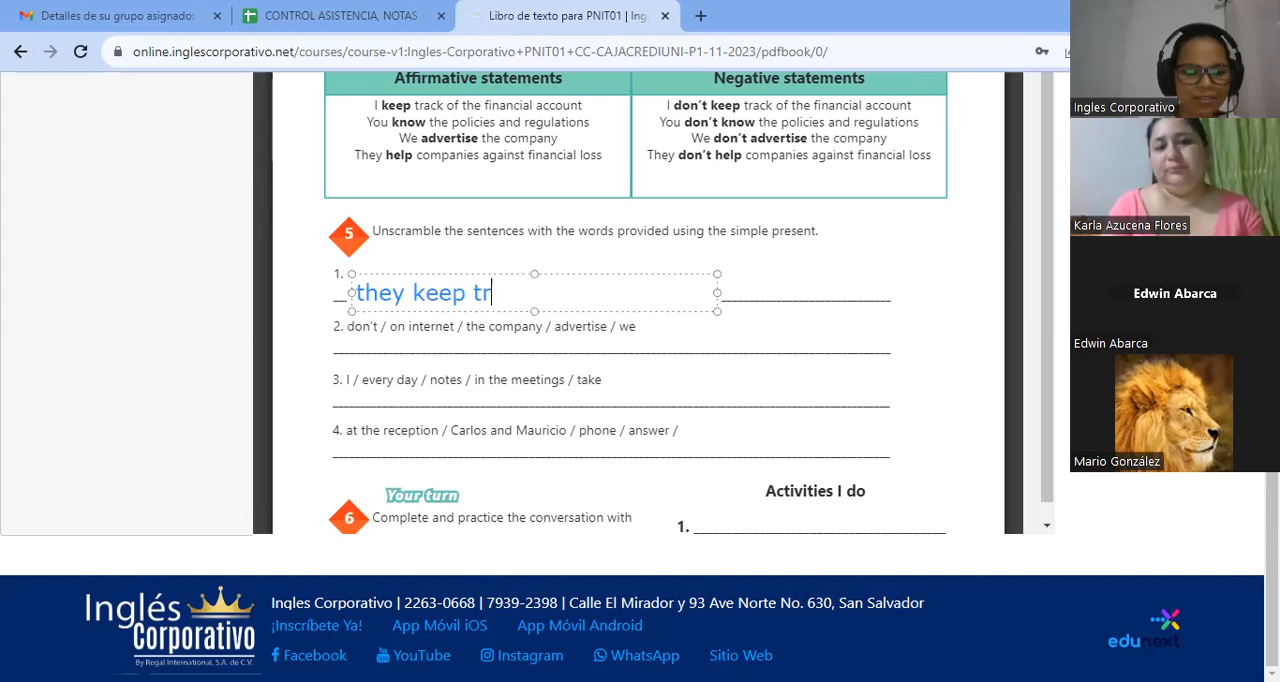 Detalles de su grupo asignado:
CONTROL ASISTENCIA, NOTAS
Libro de texto para PNIT01 | Ing
online.inglescorporativo.net/courses/course-v1:Ingles-Corporativo+PNIT01+CC-CAJACREDIUNI-P1-11-2023/pdfbook/0/
Affirmative statements
Negative statements
I keep track of the financial account
You know the policies and regulations
We advertise the company
They help companies against financial loss
I don't keep track of the financial account
You don't know the policies and regulations
We don't advertise the company
They don't help companies against financial loss
5 Unscramble the sentences with the words provided using the simple present.
1.
they keep tr
2. don't / on internet / the company / advertise / we
3. I / every day / notes / in the meetings / take
4. at the reception / Carlos and Mauricio / phone / answer /
Your turn
6 Complete and practice the conversation with
Activities I do
1.
Ingles Corporativo
Karla Azucena Flores
Edwin Abarca
Edwin Abarca
Mario González
Inglés
Corporativo
By Regal International, S.A. de C.V.
Ingles Corporativo | 2263-0668 | 7939-2398 | Calle El Mirador y 93 Ave Norte No. 630, San Salvador
¡Inscríbete Ya! App Móvil iOS App Móvil Android
Facebook YouTube Instagram WhatsApp Sitio Web
edunext